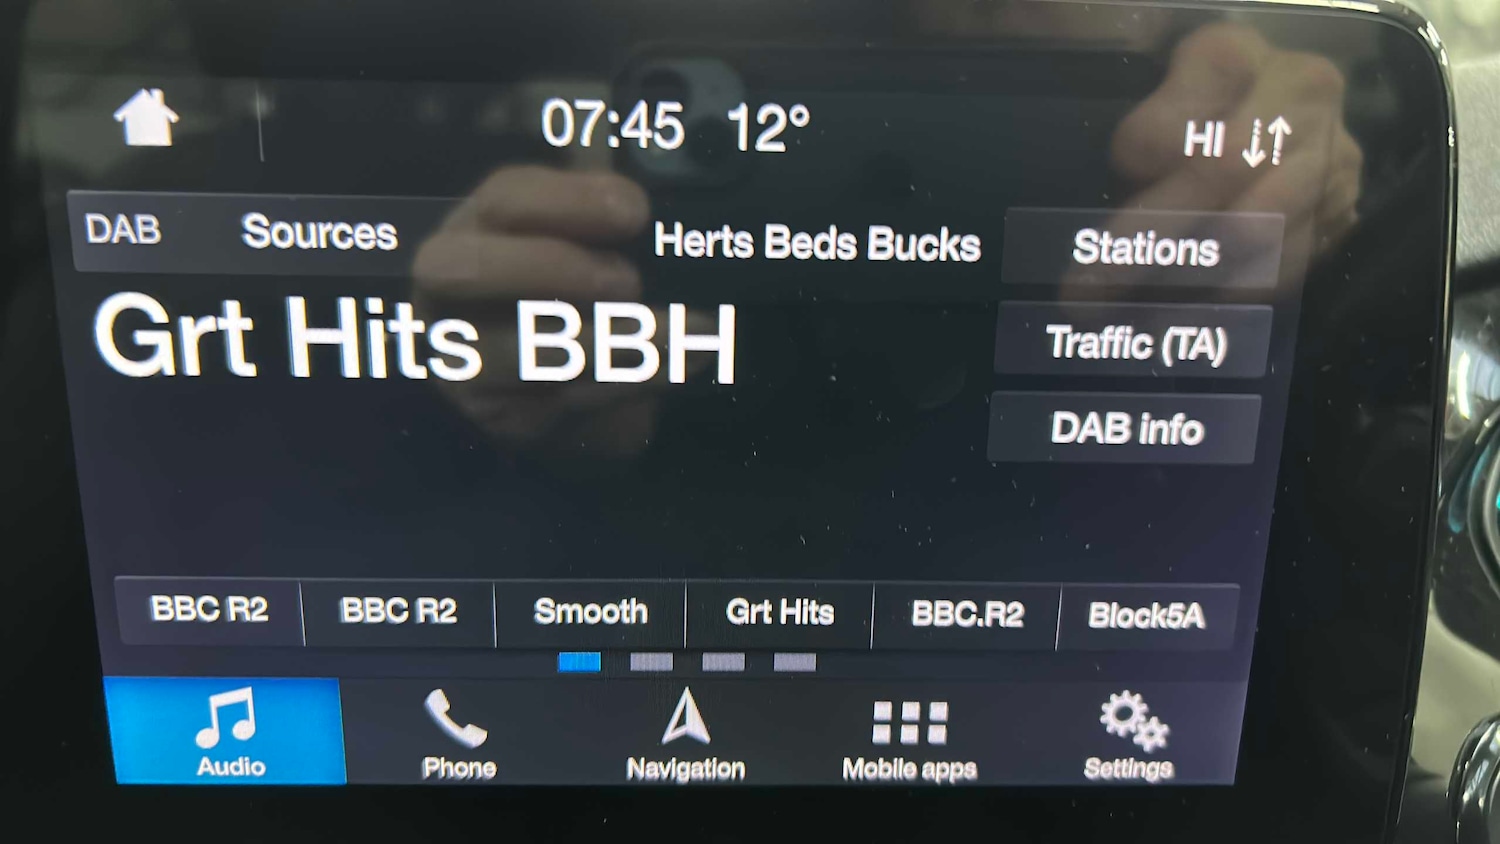 07:45 12° HI
DAB Sources Herts Beds Bucks Stations
Grt Hits BBH
Traffic (TA)
DAB info
BBC R2 BBC R2 Smooth Grt Hits BBC.R2 Block5A
Audio Phone Navigation Mobile apps Settings